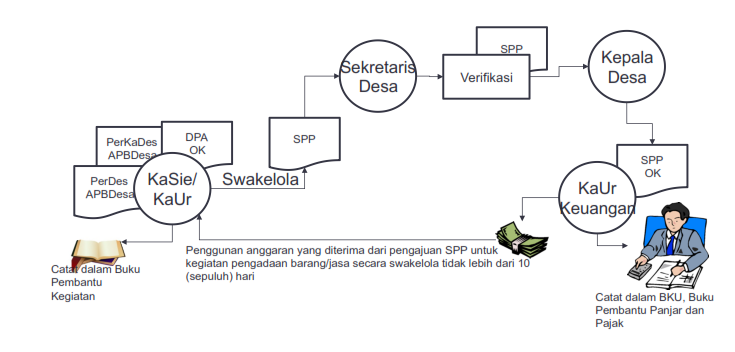 SPP
Sekretaris
Desa
Verifikasi
Kepala
Desa
PerKaDes
APBDesa
DPA
OK
SPP
PerDes
APBDesa
KaSie/
KaUr
Swakelola
SPP
OK
KaUr
Keuangan
Penggunan anggaran yang diterima dari pengajuan SPP untuk
kegiatan pengadaan barang/jasa secara swakelola tidak lebih dari 10
(sepuluh) hari
Catat dalam Buku
Pembantu
Kegiatan
Catat dalam BKU, Buku
Pembantu Panjar dan
Pajak